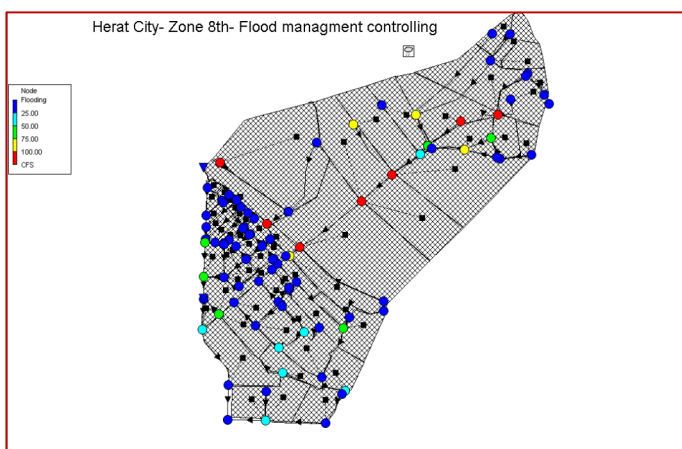 Herat City- Zone 8th- Flood managment controlling
Node
Flooding
25.00
50.00
75.00
100.00
CFS